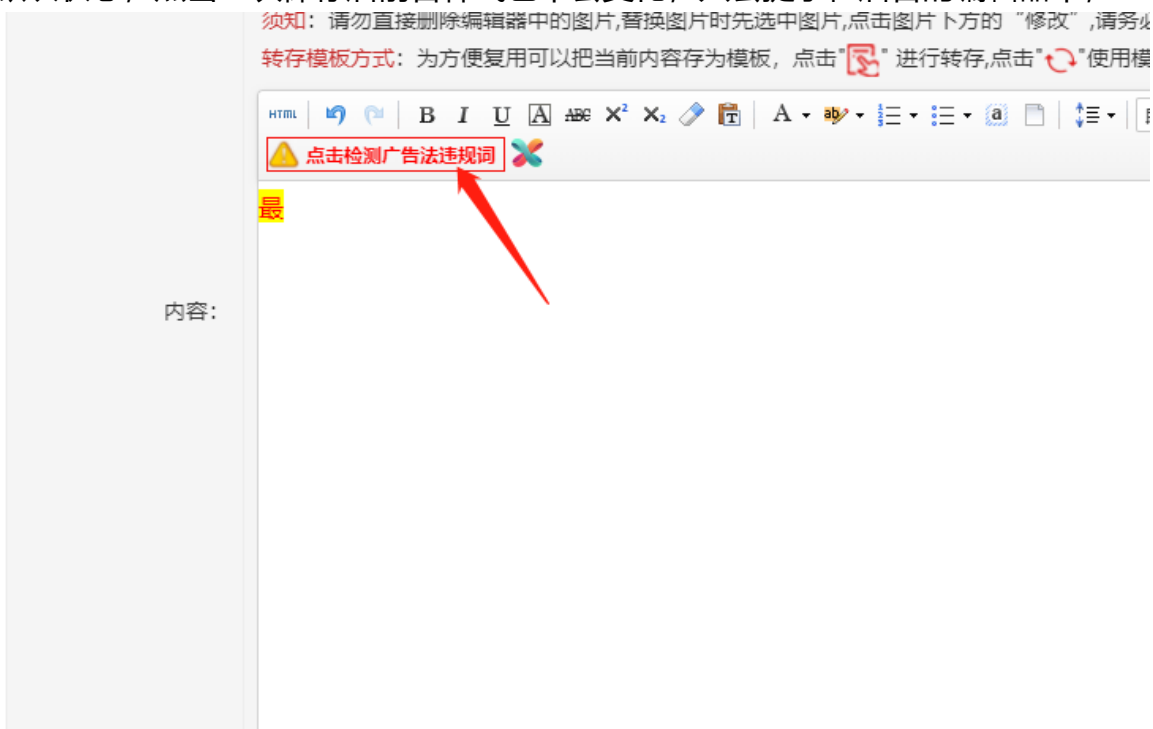 须知：请勿直接删除编辑器中的图片,替换图片时先选中图片,点击图片下方的“修改”,请务必
转存模板方式：为方便复用可以把当前内容存为模板，点击"" 进行转存,点击""使用模
HTML B I U A ABC X² X₂ T A ab a
点击检测广告法违规词
最
内容：